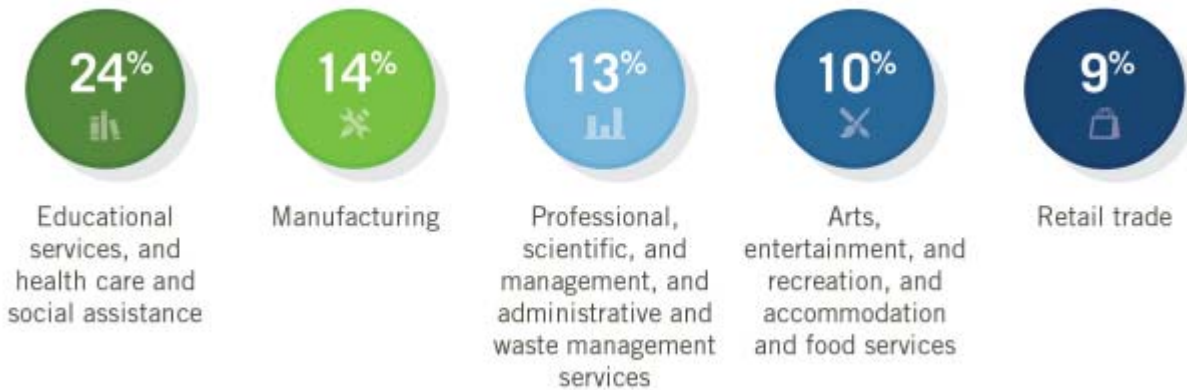 24%
14%
13%
10%
9%
Educational
services, and
health care and
social assistance
Manufacturing
Professional,
scientific, and
management, and
administrative and
waste management
services
Arts,
entertainment, and
recreation, and
accommodation
and food services
Retail trade